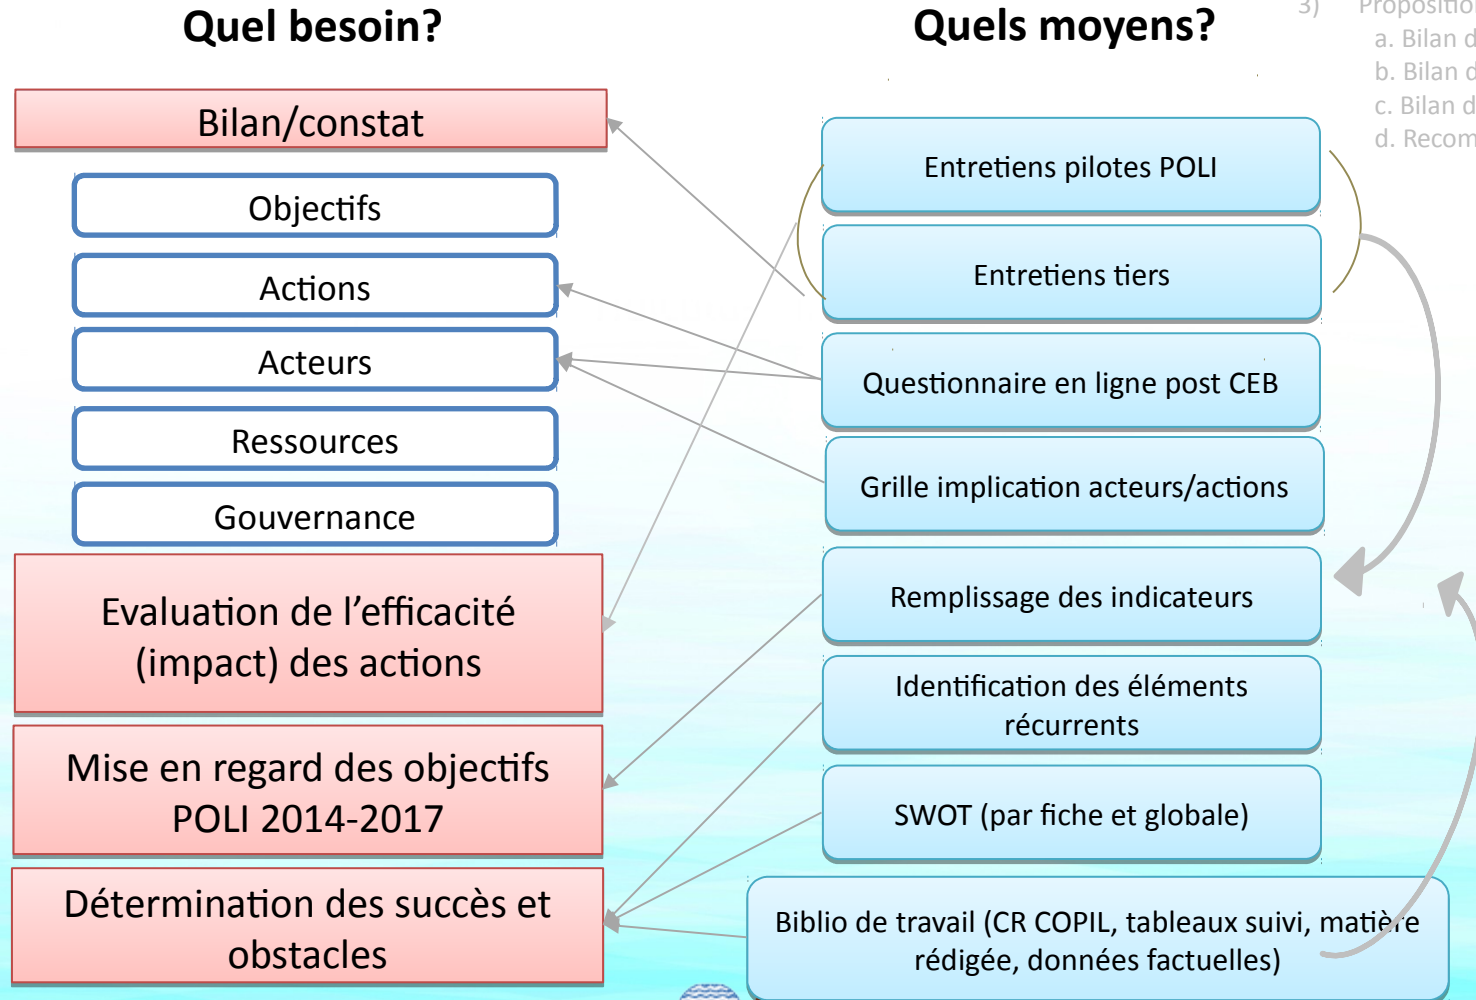 Quel besoin?
Quels moyens?
3)
a. Bilan
b. Bilan
c. Bilan
d.
Bilan/constat
Objectifs
Actions
Acteurs
Ressources
Gouvernance
Evaluation de l’efficacité
(impact) des actions
Mise en regard des objectifs
POLI 2014-2017
Détermination des succès et
obstacles
Entretiens pilotes POLI
Entretiens tiers
Questionnaire en ligne post CEB
Grille implication acteurs/actions
Remplissage des indicateurs
Identification des éléments
récurrents
SWOT (par fiche et globale)
Biblio de travail (CR COPIL, tableaux suivi, matière
rédigée, données factuelles)